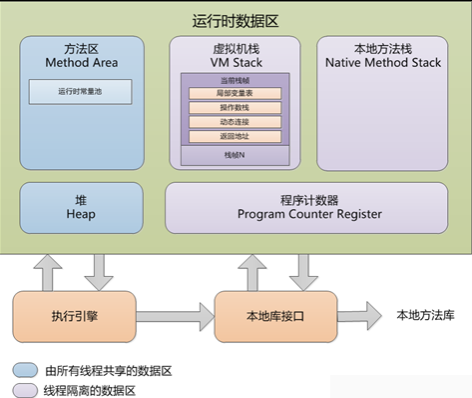 运行时数据区
方法区
Method Area
运行时常量池
虚拟机栈
VM Stack
当前栈帧
局部变量表
操作数栈
动态连接
返回地址
栈帧N
本地方法栈
Native Method Stack
堆
Heap
程序计数器
Program Counter Register
执行引擎
本地库接口
本地方法库
由所有线程共享的数据区
线程隔离的数据区